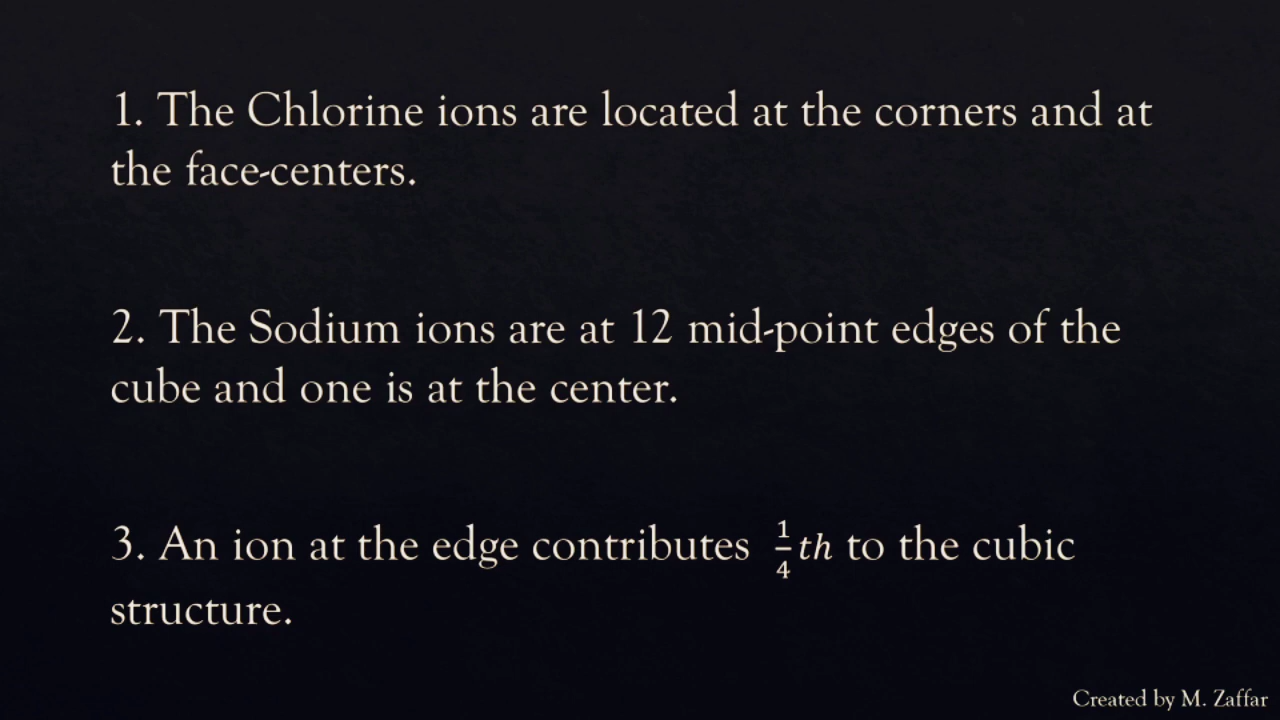 1. The Chlorine ions are located at the corners and at
the face-centers.
2. The Sodium ions are at 12 mid-point edges of the
cube and one is at the center.
3. An ion at the edge contributes 1/4 th to the cubic
structure.
Created by M. Zaffar